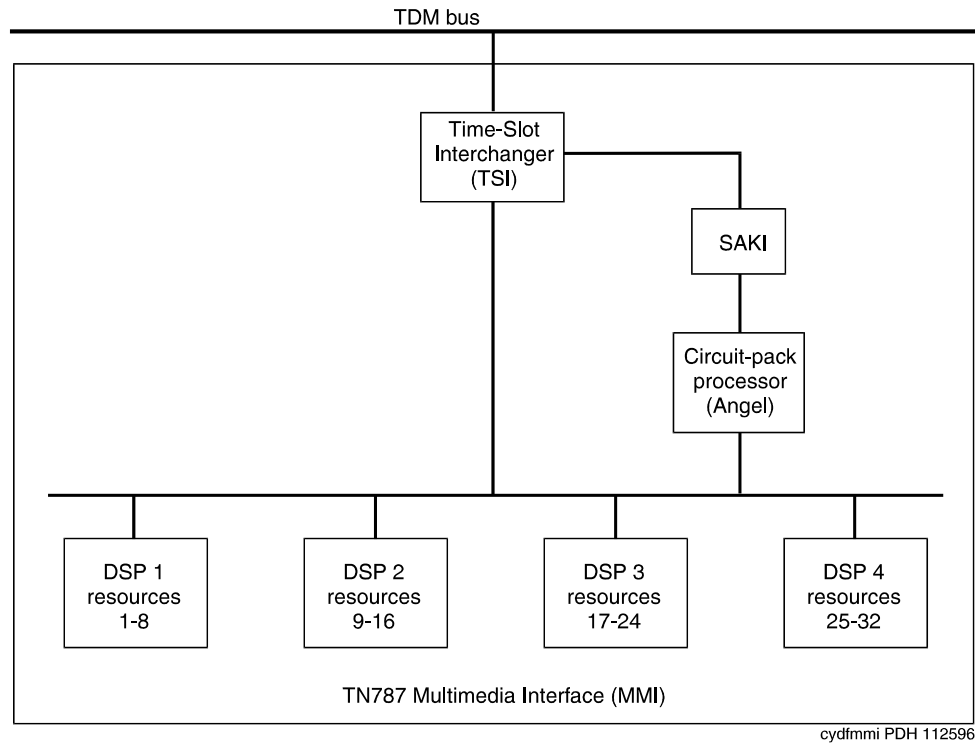 TDM bus
Time-Slot
Interchanger
(TSI)
SAKI
Circuit-pack
processor
(Angel)
DSP 1
resources
1-8
DSP 2
resources
9-16
DSP 3
resources
17-24
DSP 4
resources
25-32
TN787 Multimedia Interface (MMI)
cydfmmi PDH 112596